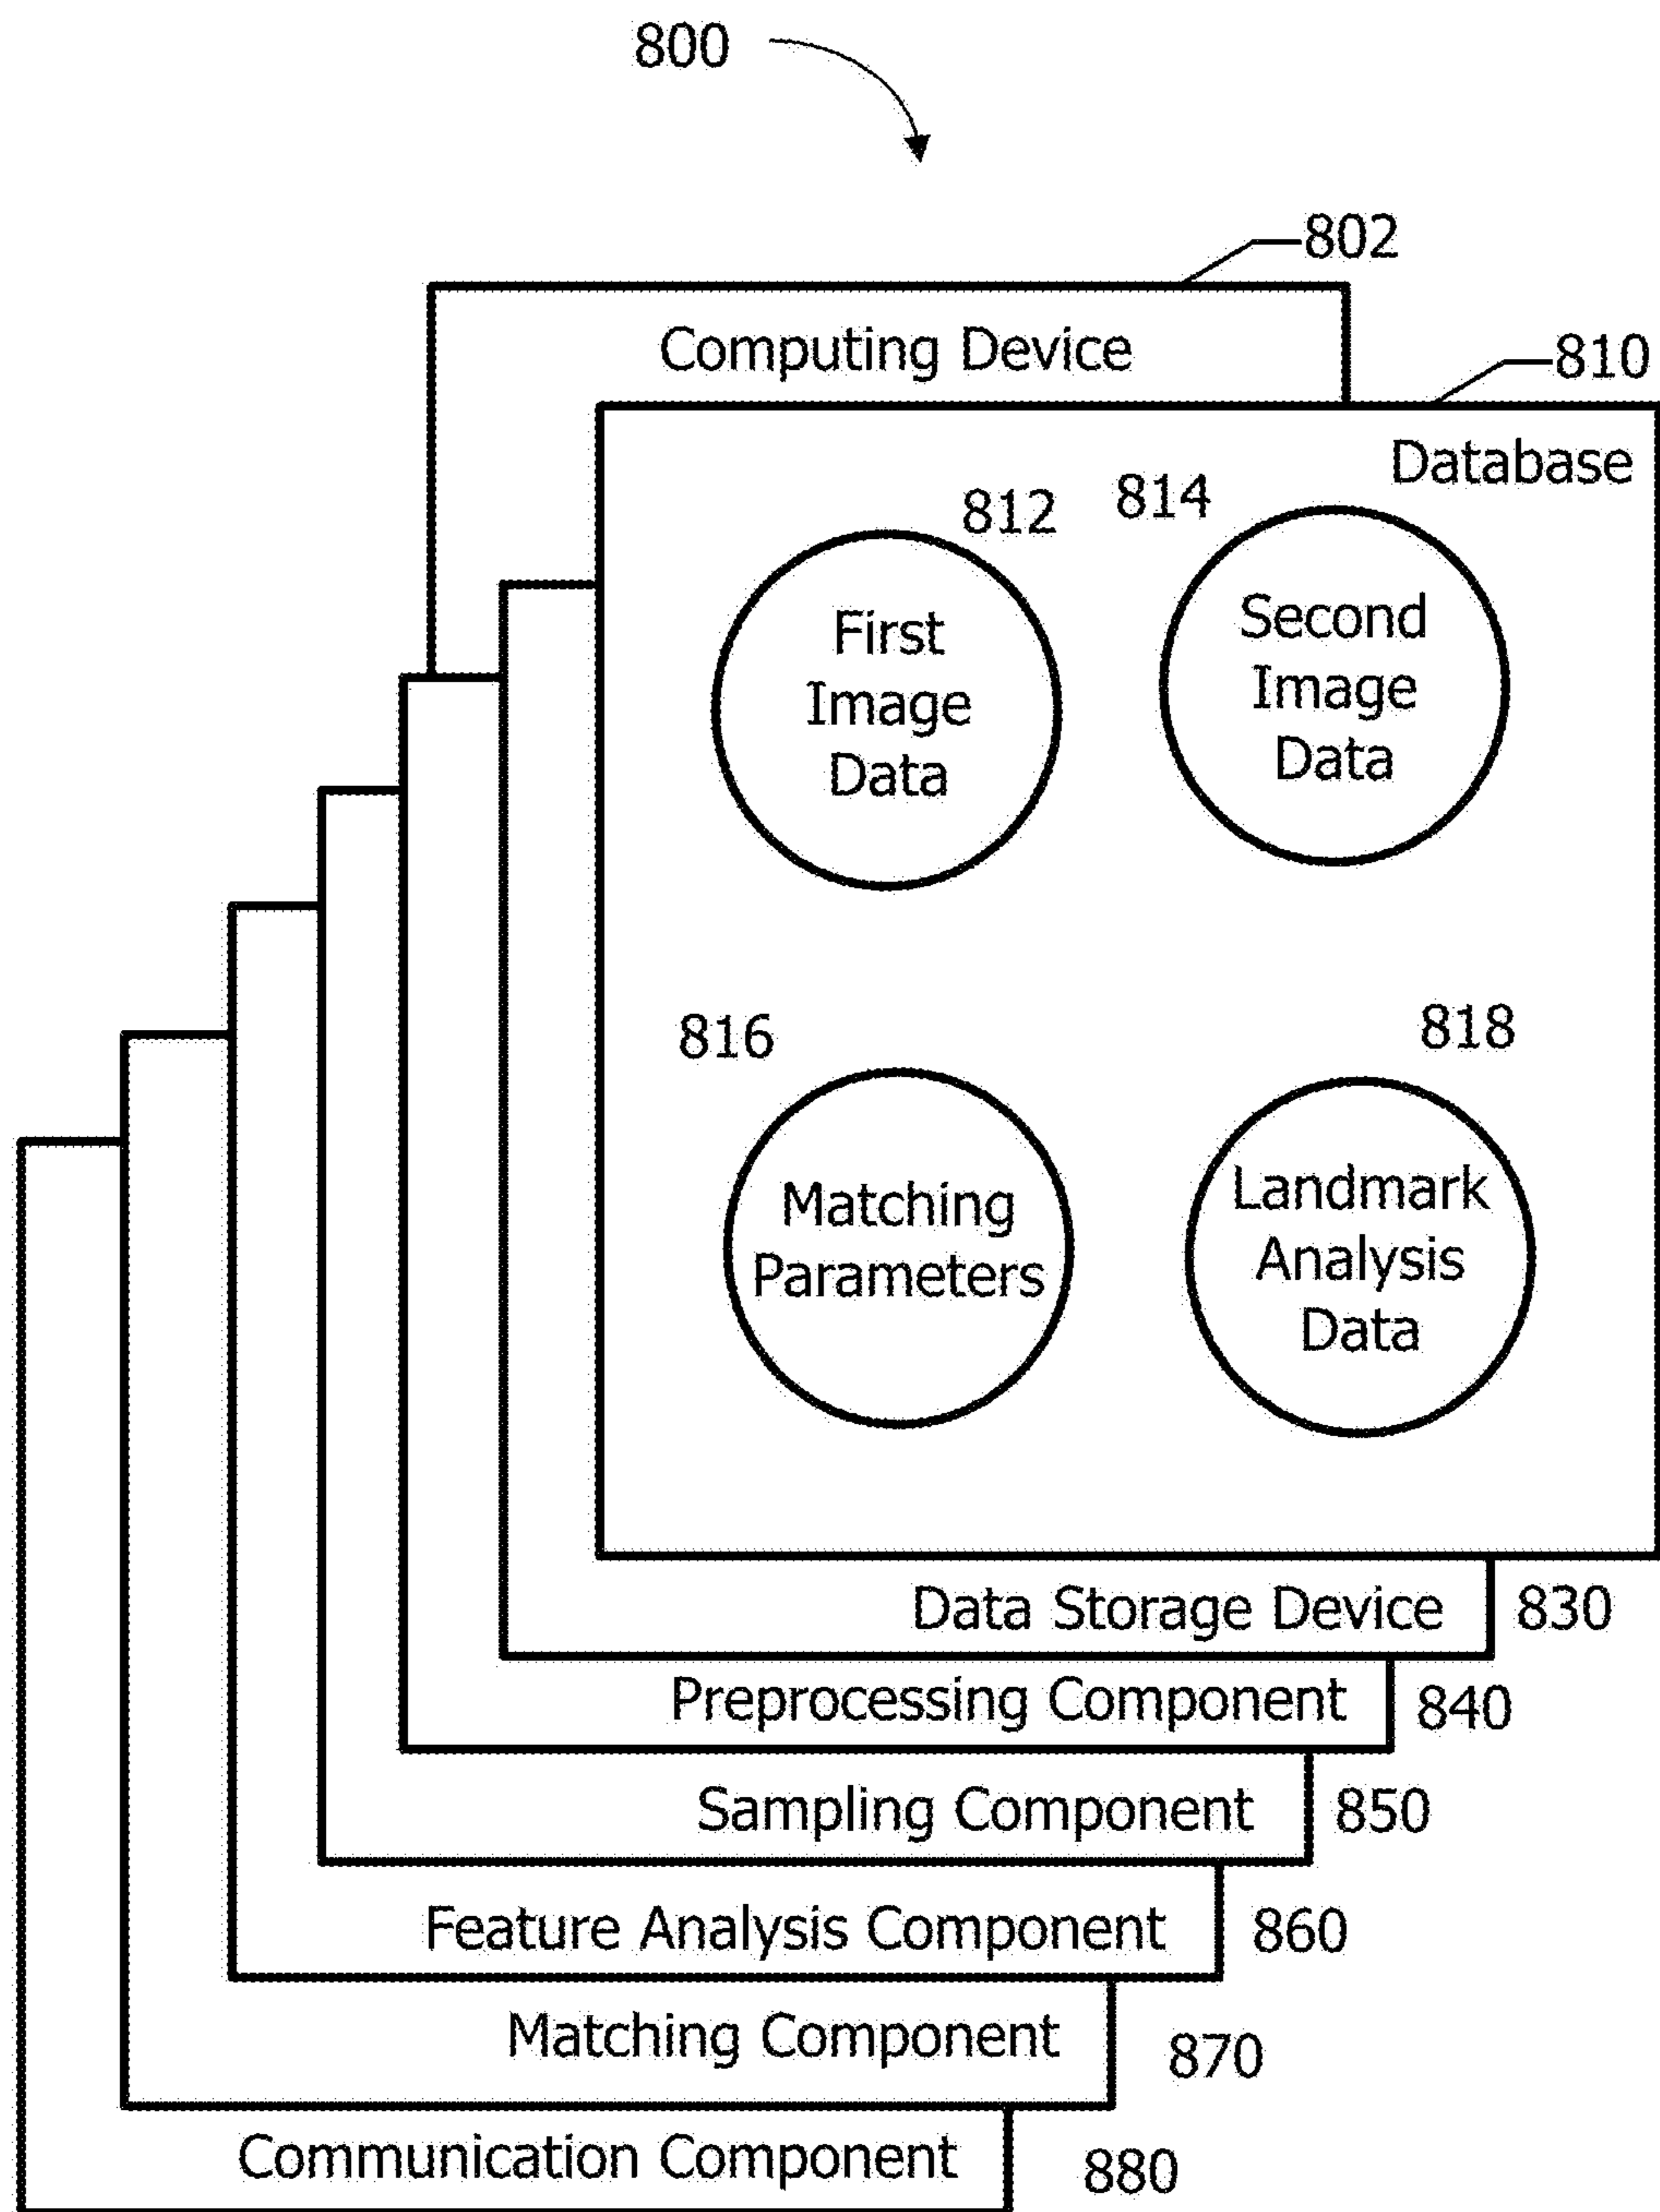 800
802
Computing Device
810
Database
812
814
First
Image
Data
Second
Image
Data
816
818
Matching
Parameters
Landmark
Analysis
Data
Data Storage Device
830
Preprocessing Component
840
Sampling Component
850
Feature Analysis Component
860
Matching Component
870
Communication Component
880